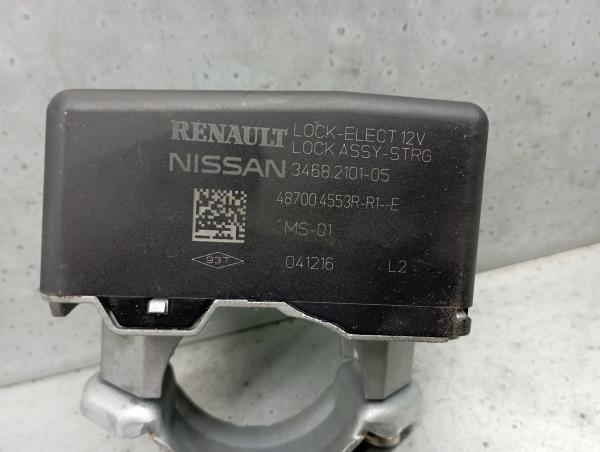 RENAULT LOCK-ELECT 12V
LOCK ASSY-STRG
NISSAN 3468.2101-05
487004553R-R1--E
MS-01
93T 041216 L2